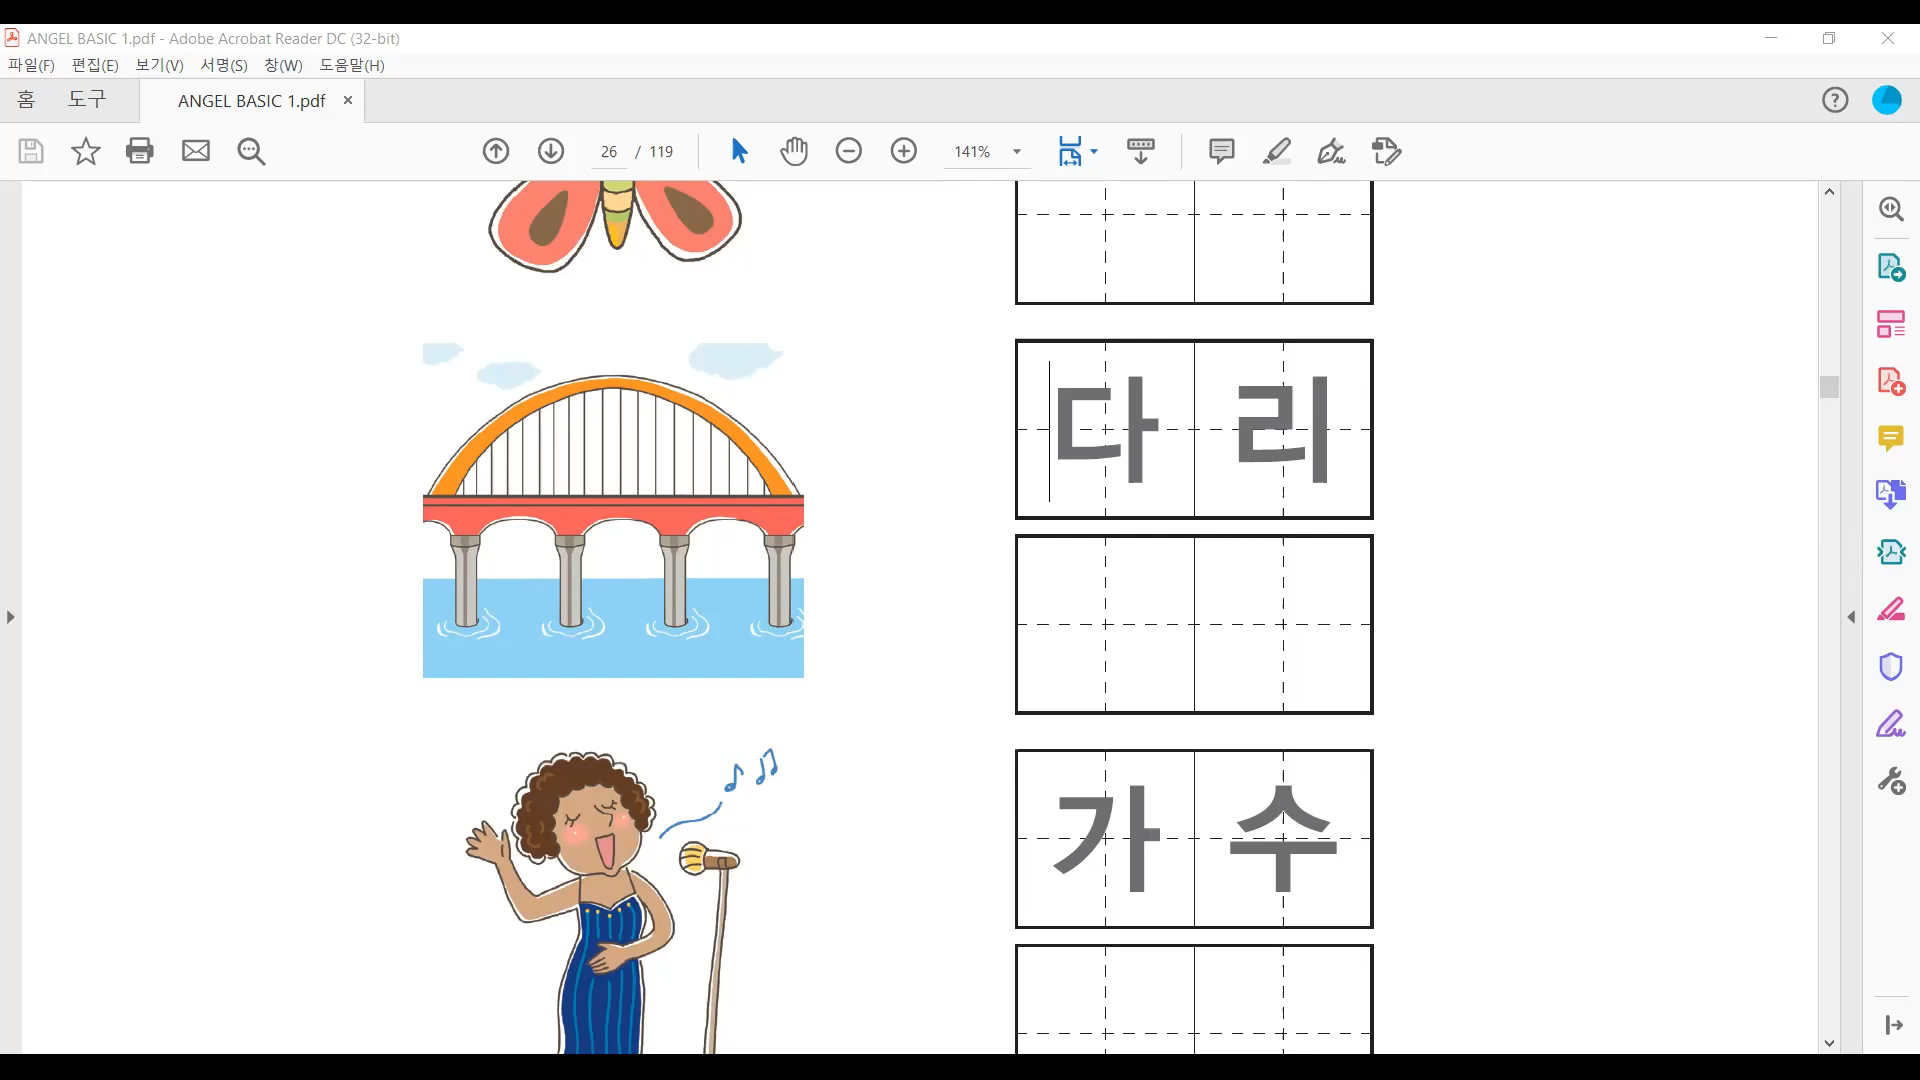 ANGEL BASIC 1.pdf - Adobe Acrobat Reader DC (32-bit)
파일(F) 편집(E) 보기(V) 서명(S) 창(W) 도움말(H)
홈 도구 ANGEL BASIC 1.pdf
26 / 119 141%
다 리
가 수